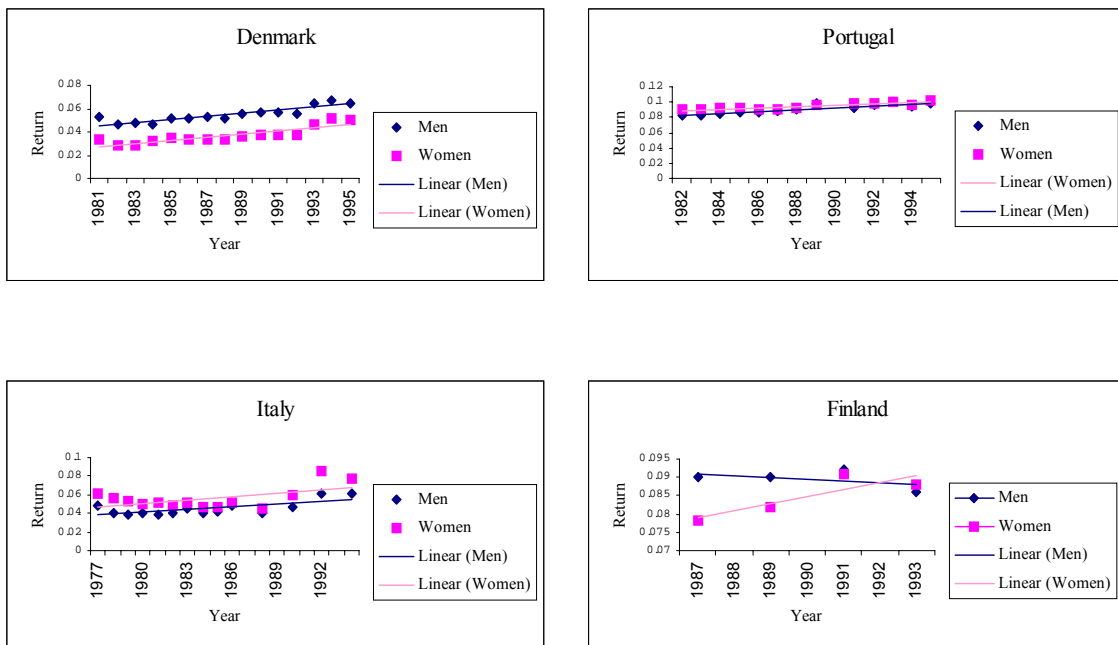 Denmark
0.08
0.06
0.04
0.02
0
Return
1981
1983
1985
1987
1989
1991
1993
1995
Year
Men
Women
Linear (Men)
Linear (Women)
Portugal
0.12
0.1
0.08
0.06
0.04
0.02
0
Return
1982
1984
1986
1988
1990
1992
1994
Year
Men
Women
Linear (Women)
Linear (Men)
Italy
0.1
0.08
0.06
0.04
0.02
0
Return
1977
1980
1983
1986
1989
1992
Year
Men
Women
Linear (Men)
Linear (Women)
Finland
0.095
0.09
0.085
0.08
0.075
0.07
Return
1987
1988
1989
1990
1991
1992
1993
Year
Men
Women
Linear (Men)
Linear (Women)